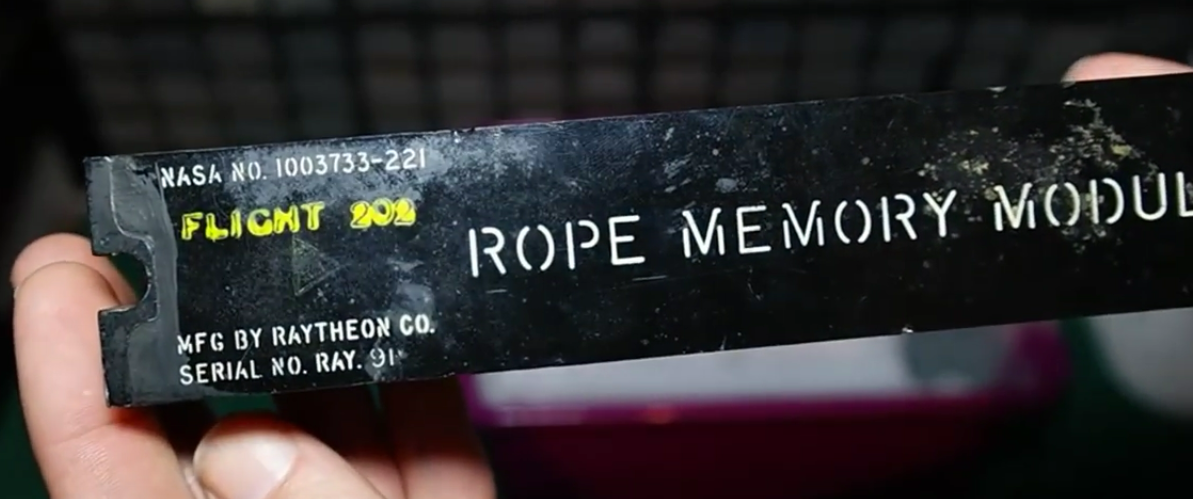 NASA NO. 1003733-221
FLIGHT 202
ROPE MEMORY MODUL
MFG BY RAYTHEON CO.
SERIAL NO. RAY. 91